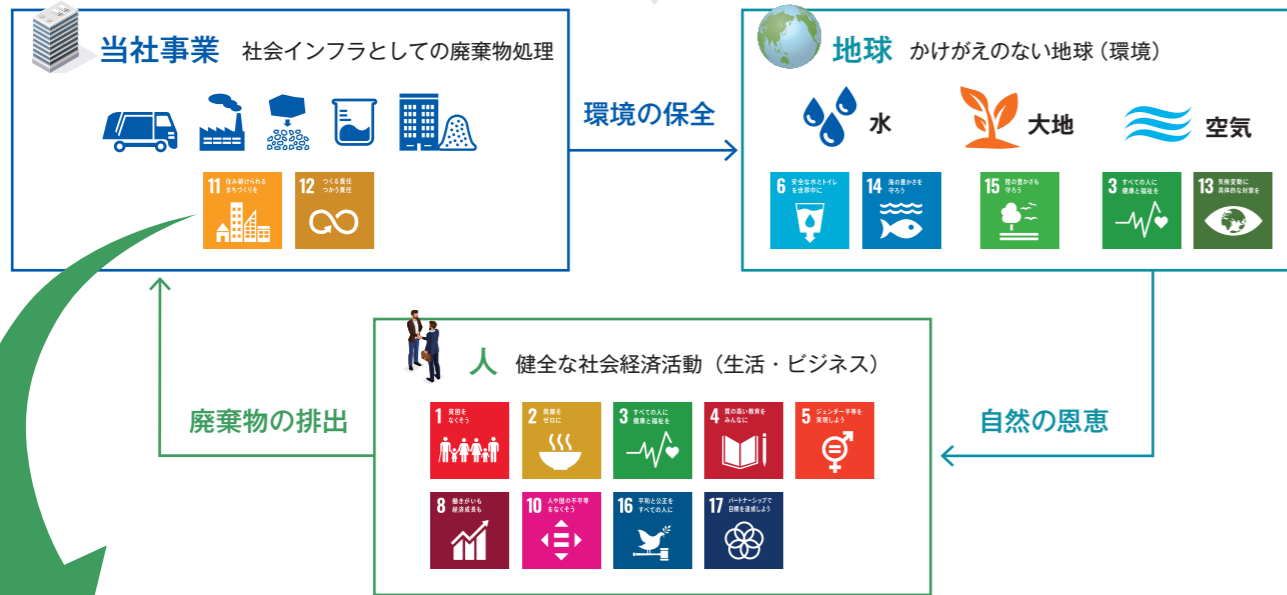 当社事業 社会インフラとしての廃棄物処理
11 住み続けられる
まちづくりを
12 つくる責任
つかう責任
環境の保全
地球 かけがえのない地球（環境）
水
大地
空気
6 安全な水とトイレ
を世界中に
14 海の豊かさを
守ろう
15 陸の豊かさも
守ろう
3 すべての人に
健康と福祉を
13 気候変動に
具体的な対策を
自然の恩恵
人 健全な社会経済活動（生活・ビジネス）
1 貧困を
なくそう
2 飢餓を
ゼロに
3 すべての人に
健康と福祉を
4 質の高い教育を
みんなに
5 ジェンダー平等を
実現しよう
8 働きがいも
経済成長も
10 人や国の不平等
をなくそう
16 平和と公正を
すべての人に
17 パートナーシップで
目標を達成しよう
廃棄物の排出